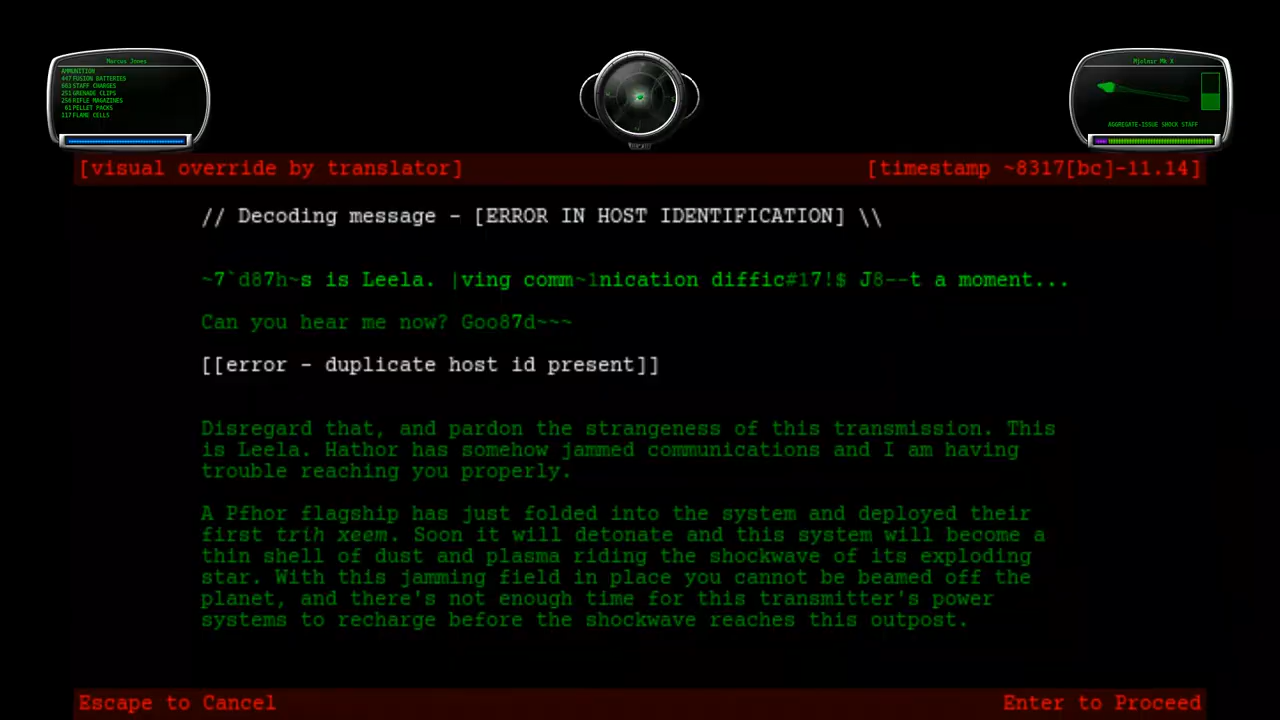 Marcus Jones
AMMUNITION
447 FUSION BATTERIES
661 STAFF CHARGES
251 GRENADE CLIPS
250 RIFLE MAGAZINES
61 PELLET PACKS
117 FLAME CELLS
Mjolnir Mk X
AGGREGATE-ISSUE SHOCK STAFF
[visual override by translator] [timestamp ~8317[bc]-11.14]
// Decoding message - [ERROR IN HOST IDENTIFICATION] \\
~7`d87h~s is Leela. |ving comm~1nication diffic#17!$ J8--t a moment...
Can you hear me now? Goo87d~~~
[[error - duplicate host id present]]
Disregard that, and pardon the strangeness of this transmission. This
is Leela. Hathor has somehow jammed communications and I am having
trouble reaching you properly.
A Pfhor flagship has just folded into the system and deployed their
first trih xeem. Soon it will detonate and this system will become a
thin shell of dust and plasma riding the shockwave of its exploding
star. With this jamming field in place you cannot be beamed off the
planet, and there's not enough time for this transmitter's power
systems to recharge before the shockwave reaches this outpost.
Escape to Cancel Enter to Proceed